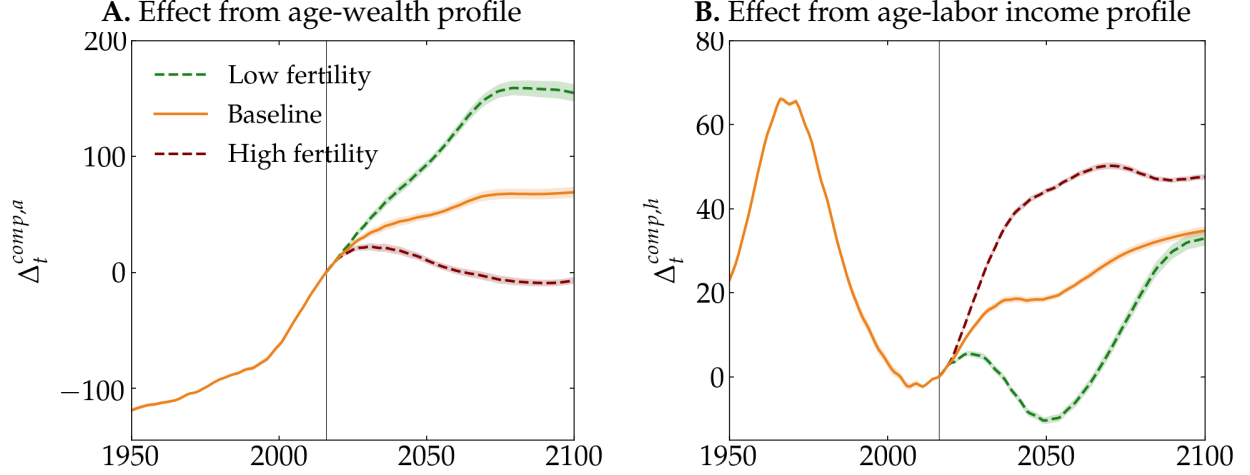 A. Effect from age-wealth profile
200
100
0
−100
1950 2000 2050 2100
Δ_t^{comp,a}
Low fertility
Baseline
High fertility
B. Effect from age-labor income profile
80
60
40
20
0
1950 2000 2050 2100
Δ_t^{comp,h}